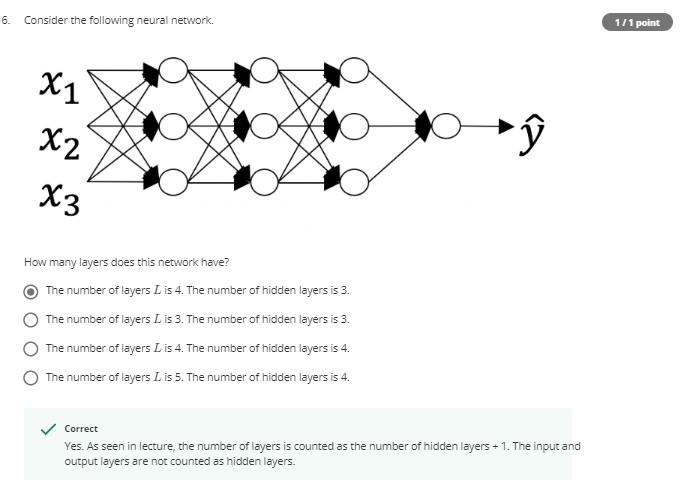 6. Consider the following neural network.
1 / 1 point
x₁
x₂
x₃
ŷ
How many layers does this network have?
The number of layers L is 4. The number of hidden layers is 3.
The number of layers L is 3. The number of hidden layers is 3.
The number of layers L is 4. The number of hidden layers is 4.
The number of layers L is 5. The number of hidden layers is 4.
Correct
Yes. As seen in lecture, the number of layers is counted as the number of hidden layers + 1. The input and
output layers are not counted as hidden layers.